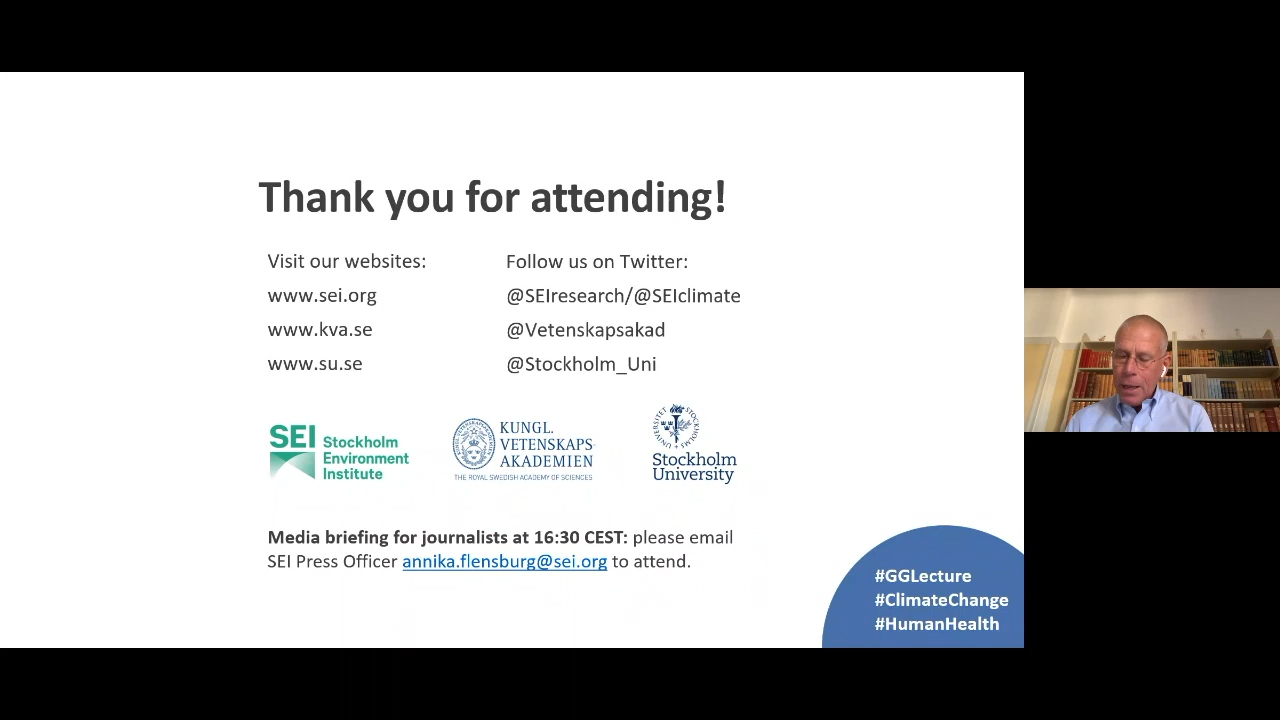 Thank you for attending!
Visit our websites:
www.sei.org
www.kva.se
www.su.se
Follow us on Twitter:
@SEIresearch/@SEIclimate
@Vetenskapsakad
@Stockholm_Uni
SEI Stockholm
Environment
Institute
KUNGL.
VETENSKAPS-
AKADEMIEN
THE ROYAL SWEDISH ACADEMY OF SCIENCES
STOCKHOLMS UNIVERSITET
Stockholm
University
Media briefing for journalists at 16:30 CEST: please email
SEI Press Officer annika.flensburg@sei.org to attend.
#GGLecture
#ClimateChange
#HumanHealth